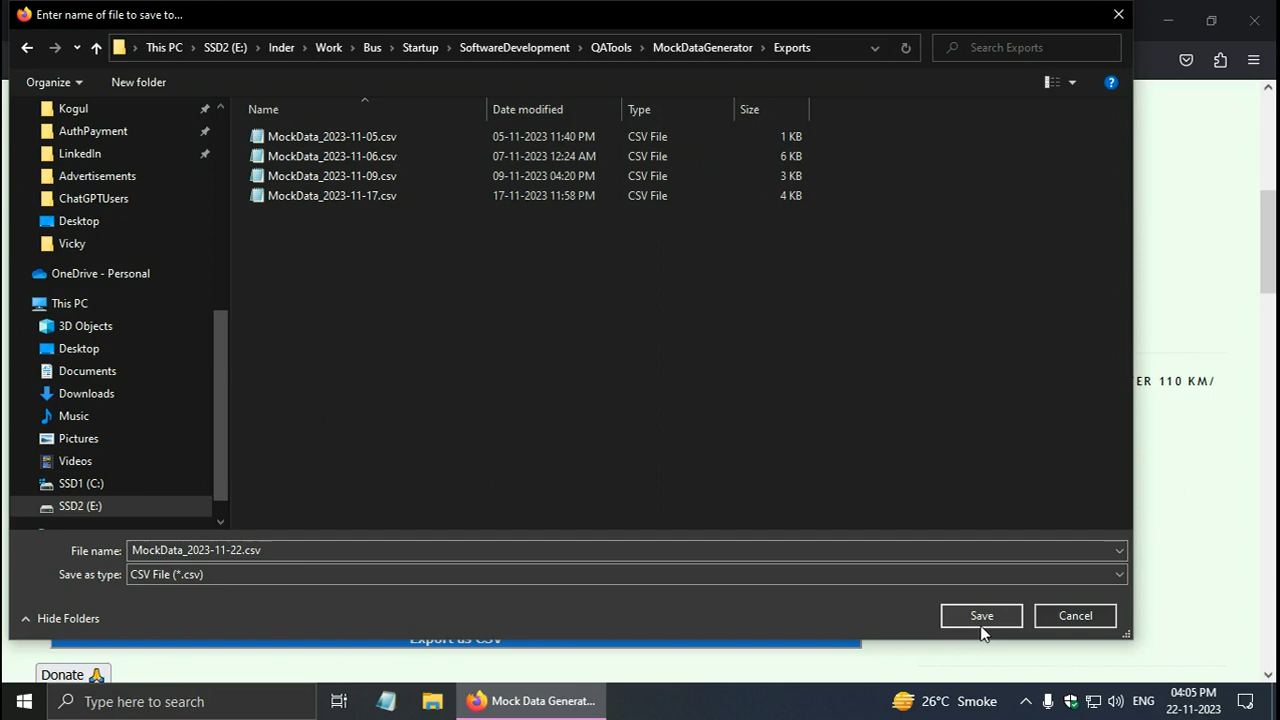 Enter name of file to save to...
This PC SSD2 (E:) Inder Work Bus Startup SoftwareDevelopment QATools MockDataGenerator Exports
Search Exports
Organize
New folder
?
Kogul
AuthPayment
LinkedIn
Advertisements
ChatGPTUsers
Desktop
Vicky
OneDrive - Personal
This PC
3D Objects
Desktop
Documents
Downloads
Music
Pictures
Videos
SSD1 (C:)
SSD2 (E:)
Name Date modified Type Size
MockData_2023-11-05.csv 05-11-2023 11:40 PM CSV File 1 KB
MockData_2023-11-06.csv 07-11-2023 12:24 AM CSV File 6 KB
MockData_2023-11-09.csv 09-11-2023 04:20 PM CSV File 3 KB
MockData_2023-11-17.csv 17-11-2023 11:58 PM CSV File 4 KB
ER 110 KM/
File name: MockData_2023-11-22.csv
Save as type: CSV File (*.csv)
Hide Folders
Save
Cancel
Export as CSV
Donate
Type here to search
Mock Data Generat...
26°C Smoke
ENG
04:05 PM
22-11-2023